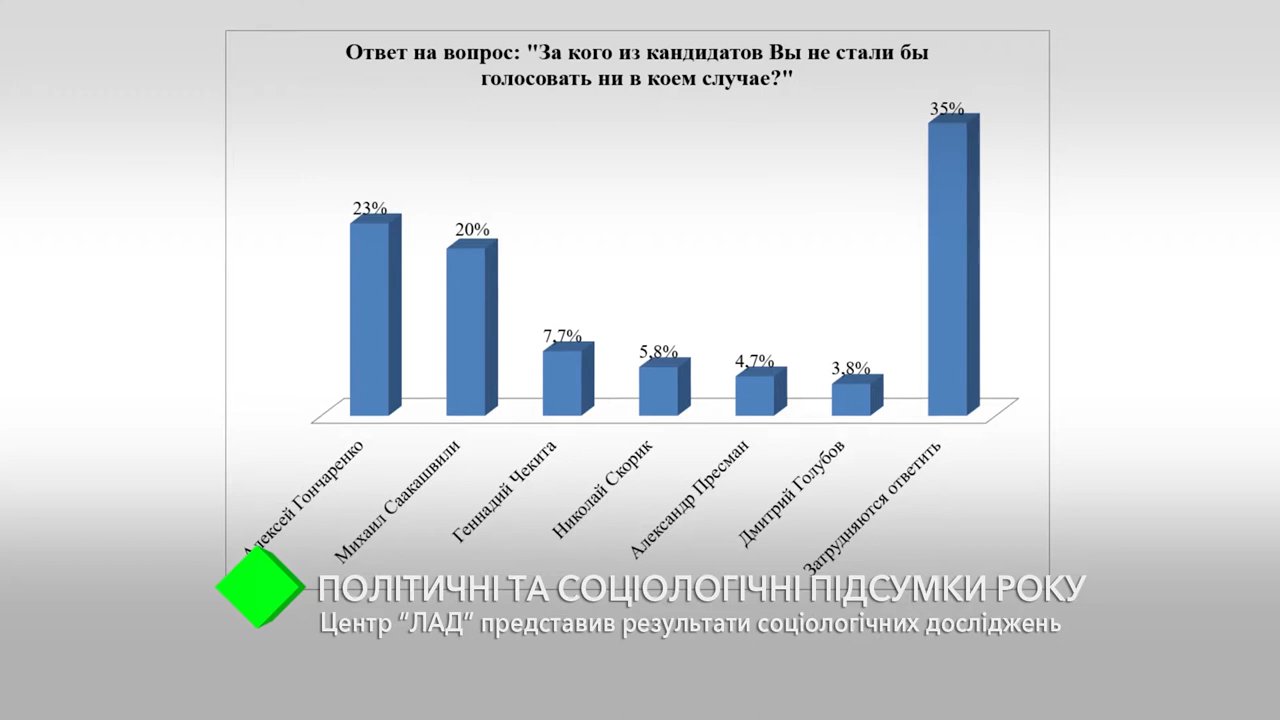 Ответ на вопрос: "За кого из кандидатов Вы не стали бы
голосовать ни в коем случае?"
23%
20%
7,7%
5,8%
4,7%
3,8%
35%
Алексей Гончаренко
Михаил Саакашвили
Геннадий Чекита
Николай Скорик
Александр Пресман
Дмитрий Голубов
Затрудняются ответить
ПОЛІТИЧНІ ТА СОЦІОЛОГІЧНІ ПІДСУМКИ РОКУ
Центр “ЛАД” представив результати соціологічних досліджень